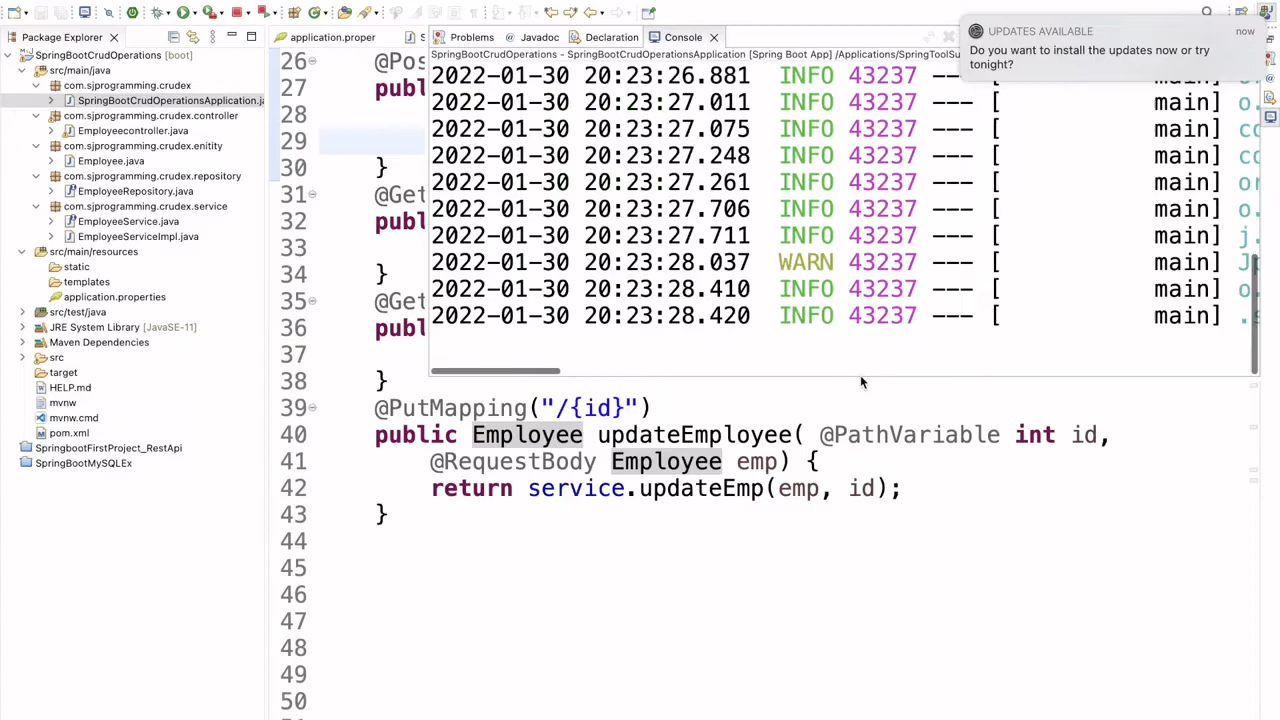 Package Explorer
SpringBootCrudOperations [boot]
src/main/java
com.sjprogramming.crudex
SpringBootCrudOperationsApplication.ja
com.sjprogramming.crudex.controller
Employeecontroller.java
com.sjprogramming.crudex.enitity
Employee.java
com.sjprogramming.crudex.repository
EmployeeRepository.java
com.sjprogramming.crudex.service
EmployeeService.java
EmployeeServiceImpl.java
src/main/resources
static
templates
application.properties
src/test/java
JRE System Library [JavaSE-11]
Maven Dependencies
src
target
HELP.md
mvnw
mvnw.cmd
pom.xml
SpringbootFirstProject_RestApi
SpringBootMySQLEx
application.proper
26 @Pos
27 publ
28
29
30 }
31 @Get
32 publ
33
34 }
35 @Get
36 publ
37
38 }
39 @PutMapping("/{id}")
40 public Employee updateEmployee( @PathVariable int id,
41 @RequestBody Employee emp) {
42 return service.updateEmp(emp, id);
43 }
44
45
46
47
48
49
50
Problems @ Javadoc Declaration Console
SpringBootCrudOperations - SpringBootCrudOperationsApplication [Spring Boot App] /Applications/SpringToolSu
2022-01-30 20:23:26.881 INFO 43237 --- [ main] o.
2022-01-30 20:23:27.011 INFO 43237 --- [ main] o.
2022-01-30 20:23:27.075 INFO 43237 --- [ main] co
2022-01-30 20:23:27.248 INFO 43237 --- [ main] co
2022-01-30 20:23:27.261 INFO 43237 --- [ main] or
2022-01-30 20:23:27.706 INFO 43237 --- [ main] o.
2022-01-30 20:23:27.711 INFO 43237 --- [ main] j.
2022-01-30 20:23:28.037 WARN 43237 --- [ main] Jp
2022-01-30 20:23:28.410 INFO 43237 --- [ main] o.
2022-01-30 20:23:28.420 INFO 43237 --- [ main] .s
UPDATES AVAILABLE now
Do you want to install the updates now or try
tonight?